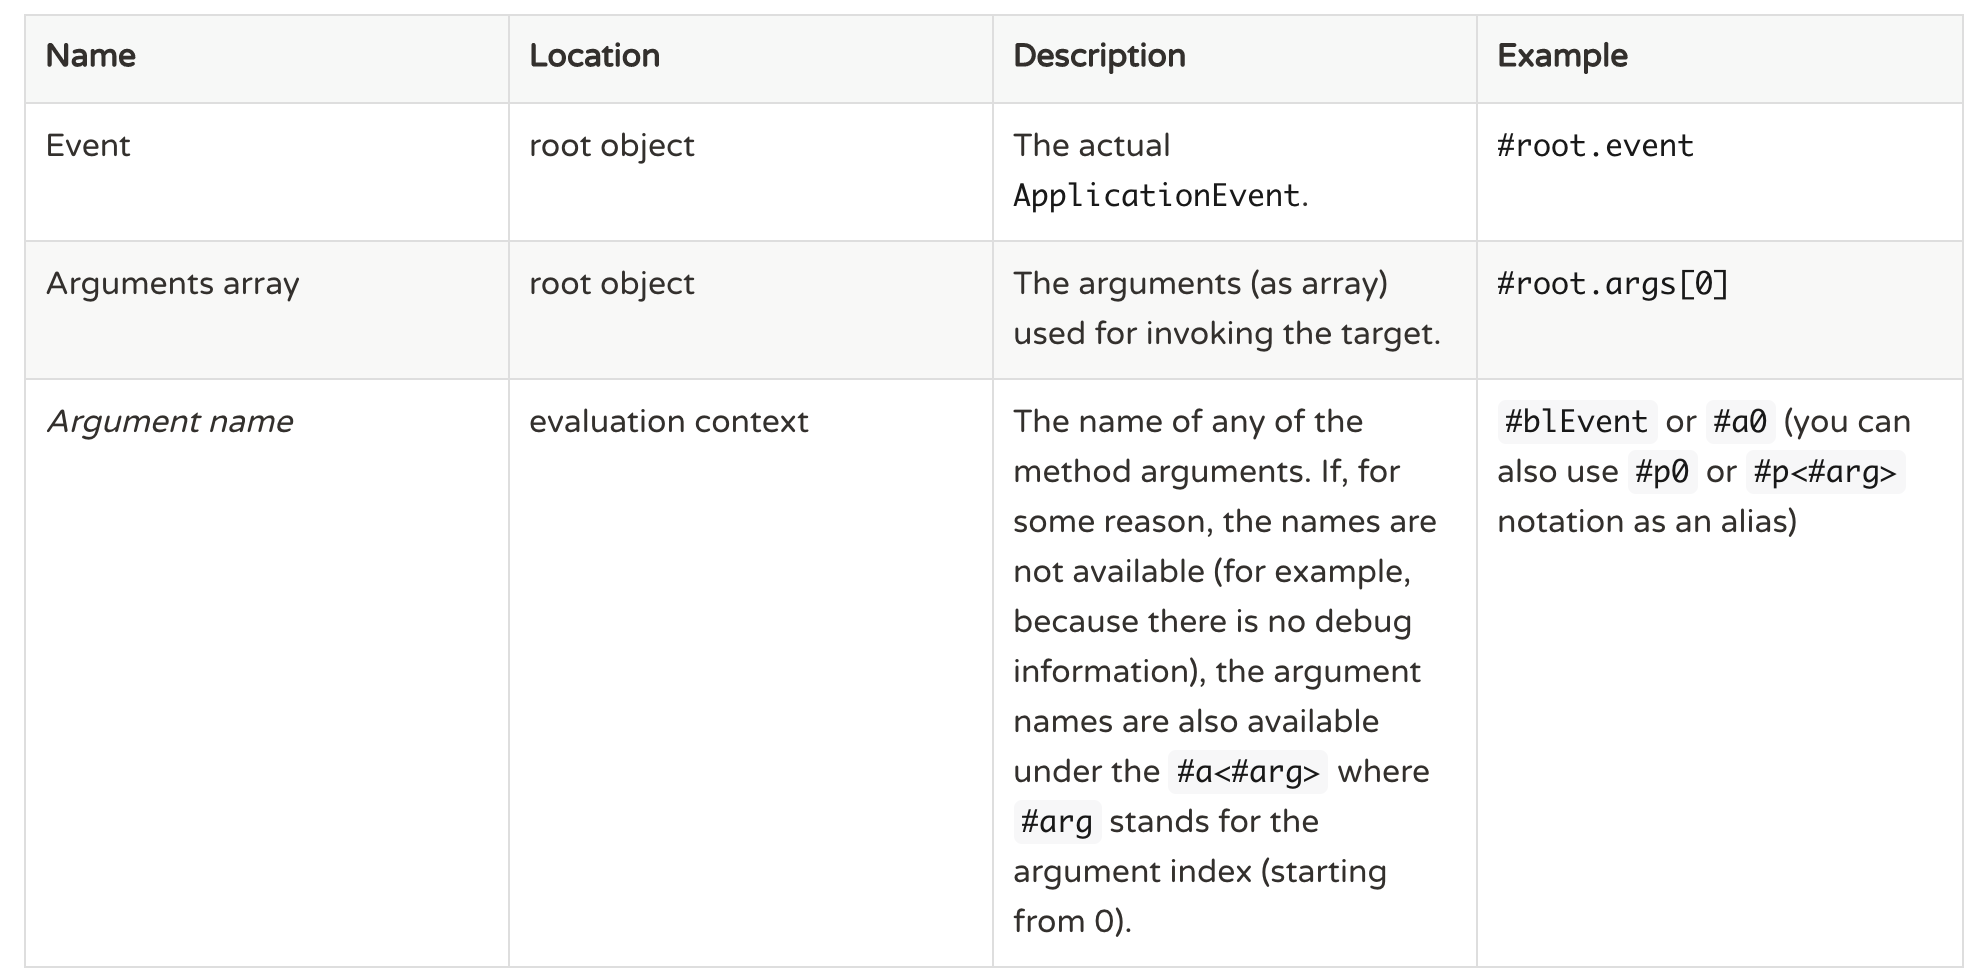 Name Location Description Example
Event root object The actual #root.event
ApplicationEvent.
Arguments array root object The arguments (as array) #root.args[0]
used for invoking the target.
Argument name evaluation context The name of any of the #blEvent or #a0 (you can
method arguments. If, for also use #p0 or #p<#arg>
some reason, the names are notation as an alias)
not available (for example,
because there is no debug
information), the argument
names are also available
under the #a<#arg> where
#arg stands for the
argument index (starting
from 0).